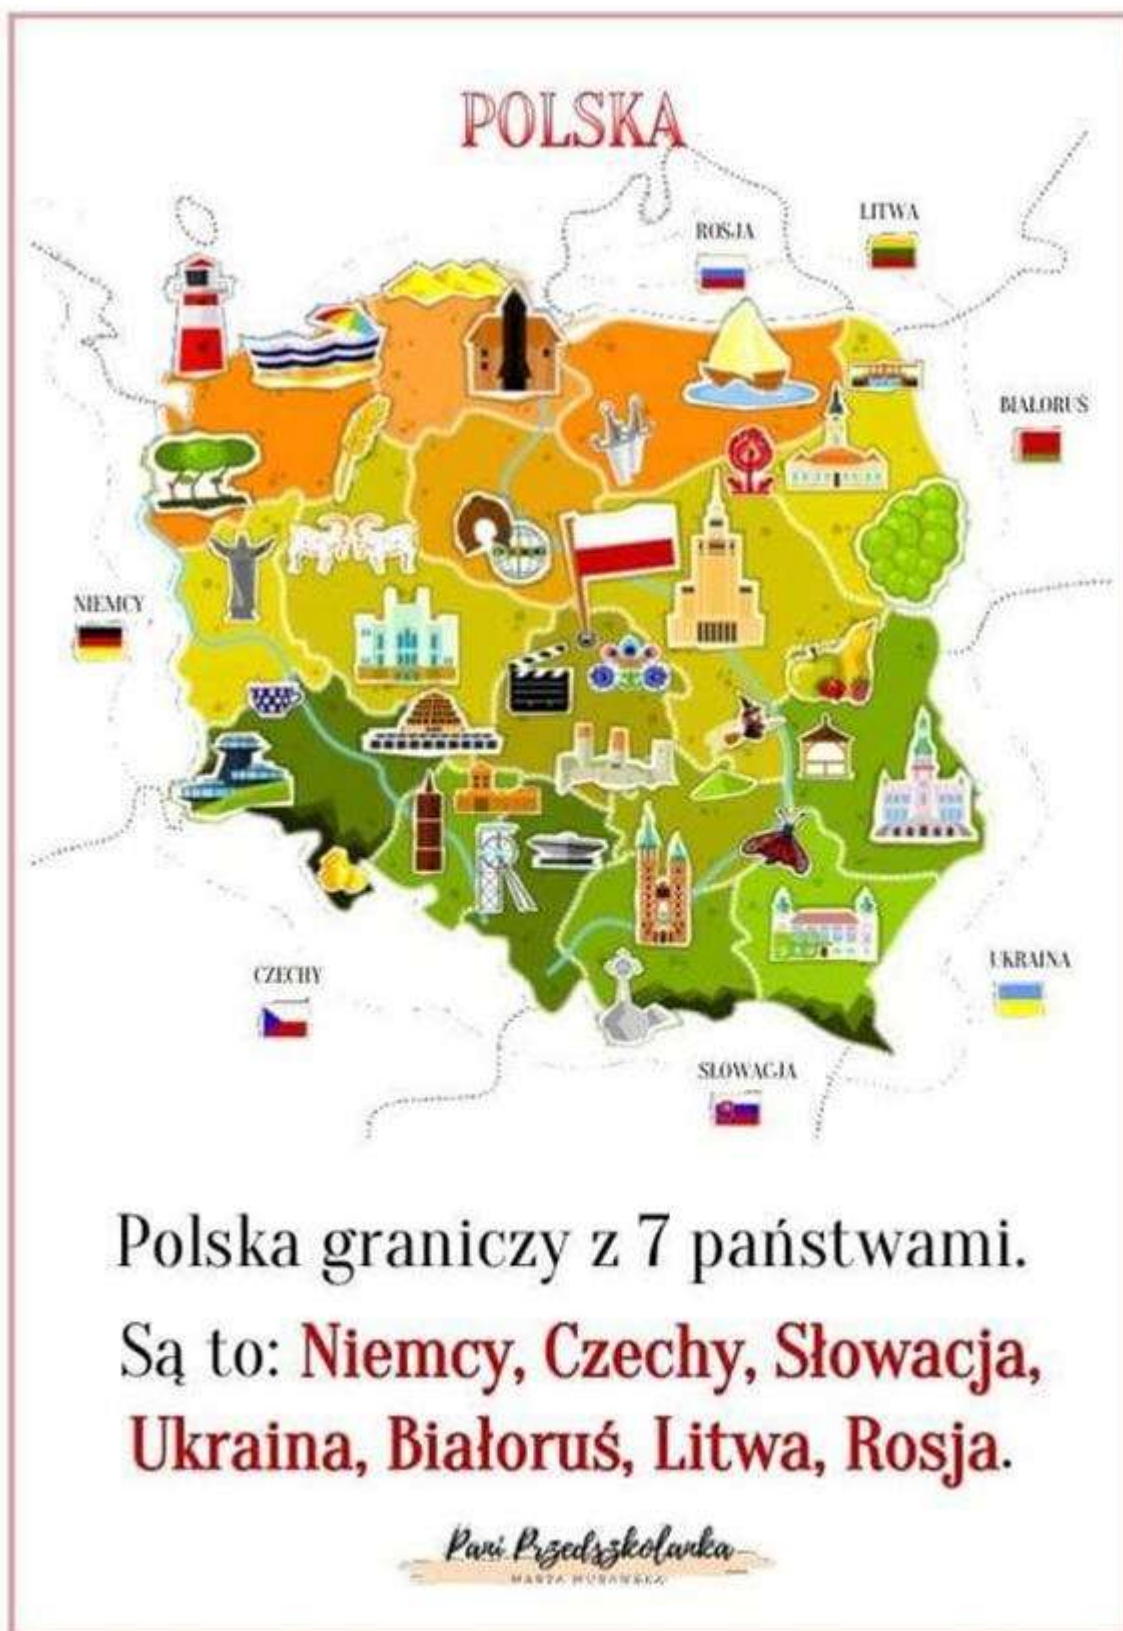 POLSKA
LITWA
ROSJA
BIAŁORUŚ
NIEMCY
CZECHY
UKRAINA
SŁOWACJA
Polska graniczy z 7 państwami.
Są to: Niemcy, Czechy, Słowacja,
Ukraina, Białoruś, Litwa, Rosja.
Pani Przedszkolanka
MARTA